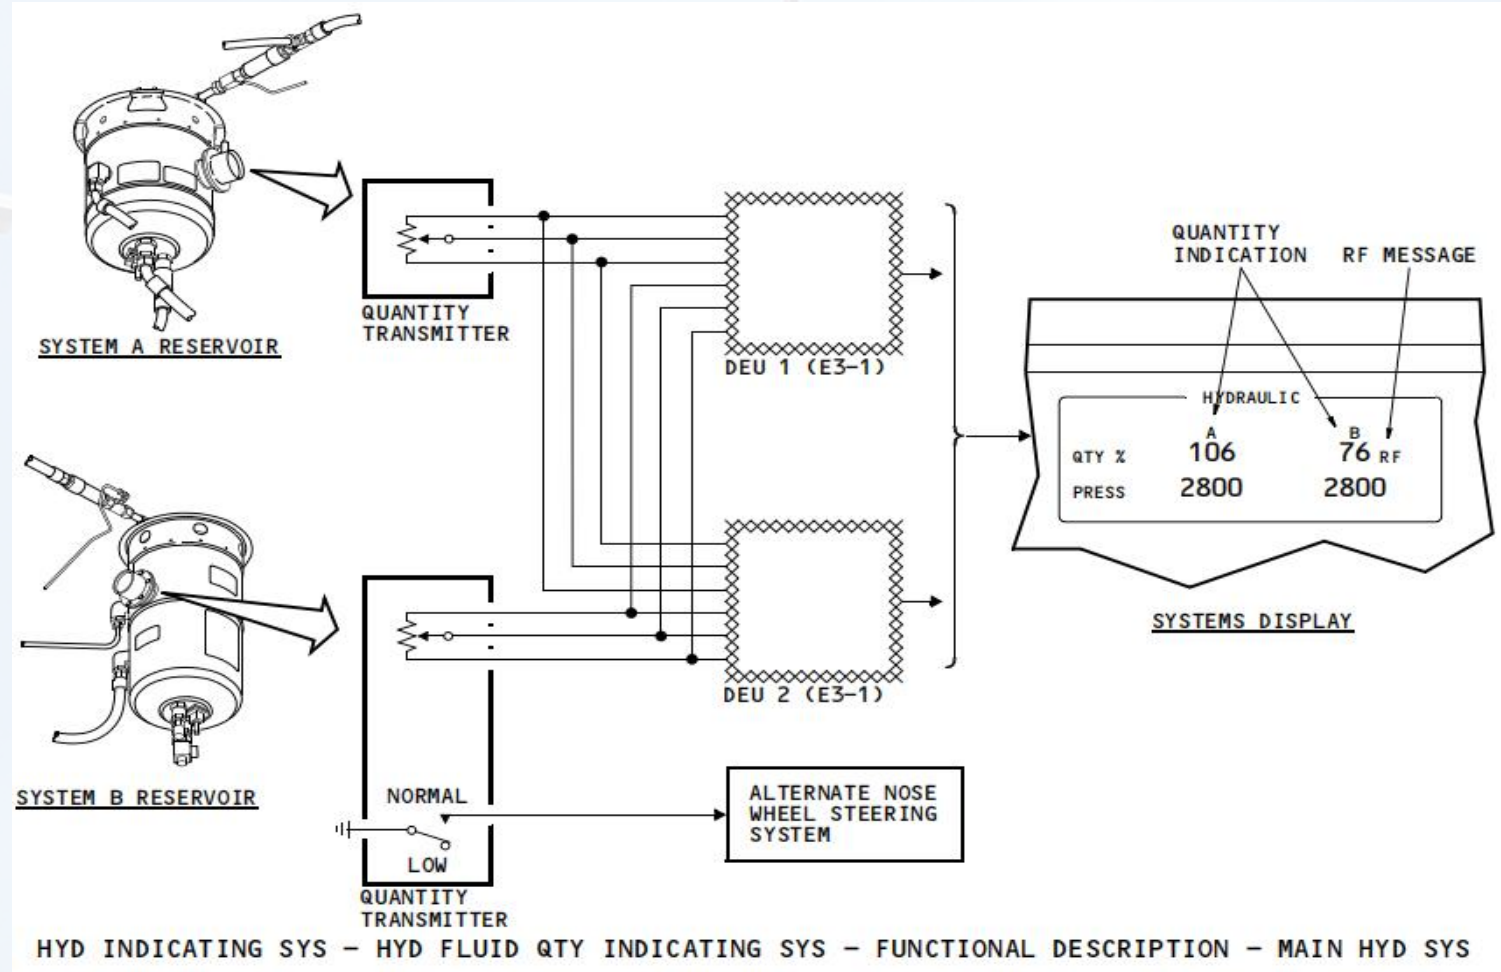 QUANTITY
INDICATION
RF MESSAGE
QUANTITY
TRANSMITTER
SYSTEM A RESERVOIR
DEU 1 (E3-1)
HYDRAULIC
A
B
QTY %
106
76 RF
PRESS
2800
2800
SYSTEMS DISPLAY
DEU 2 (E3-1)
SYSTEM B RESERVOIR
NORMAL
LOW
QUANTITY
TRANSMITTER
ALTERNATE NOSE
WHEEL STEERING
SYSTEM
HYD INDICATING SYS – HYD FLUID QTY INDICATING SYS – FUNCTIONAL DESCRIPTION – MAIN HYD SYS